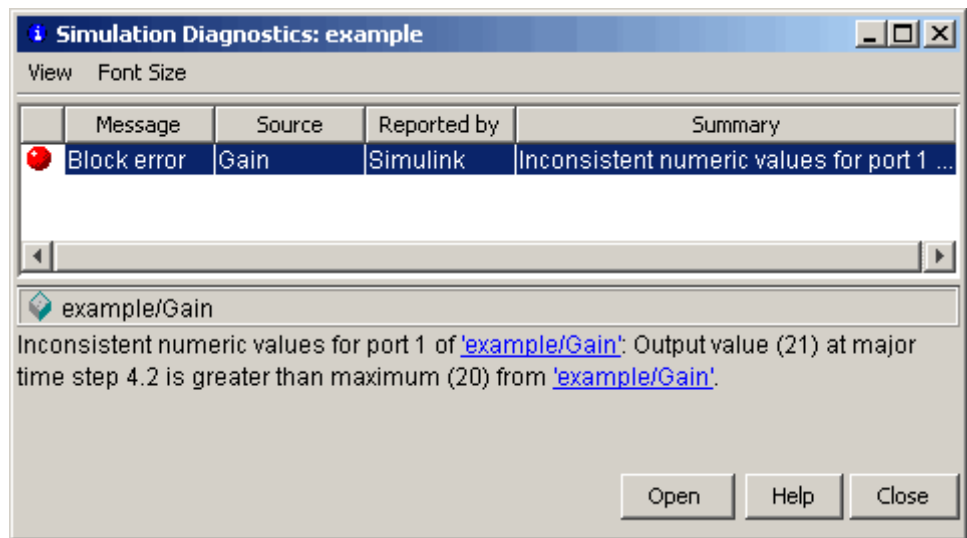 Simulation Diagnostics: example
View Font Size
Message Source Reported by Summary
Block error Gain Simulink Inconsistent numeric values for port 1 ...
example/Gain
Inconsistent numeric values for port 1 of 'example/Gain': Output value (21) at major
time step 4.2 is greater than maximum (20) from 'example/Gain'.
Open Help Close